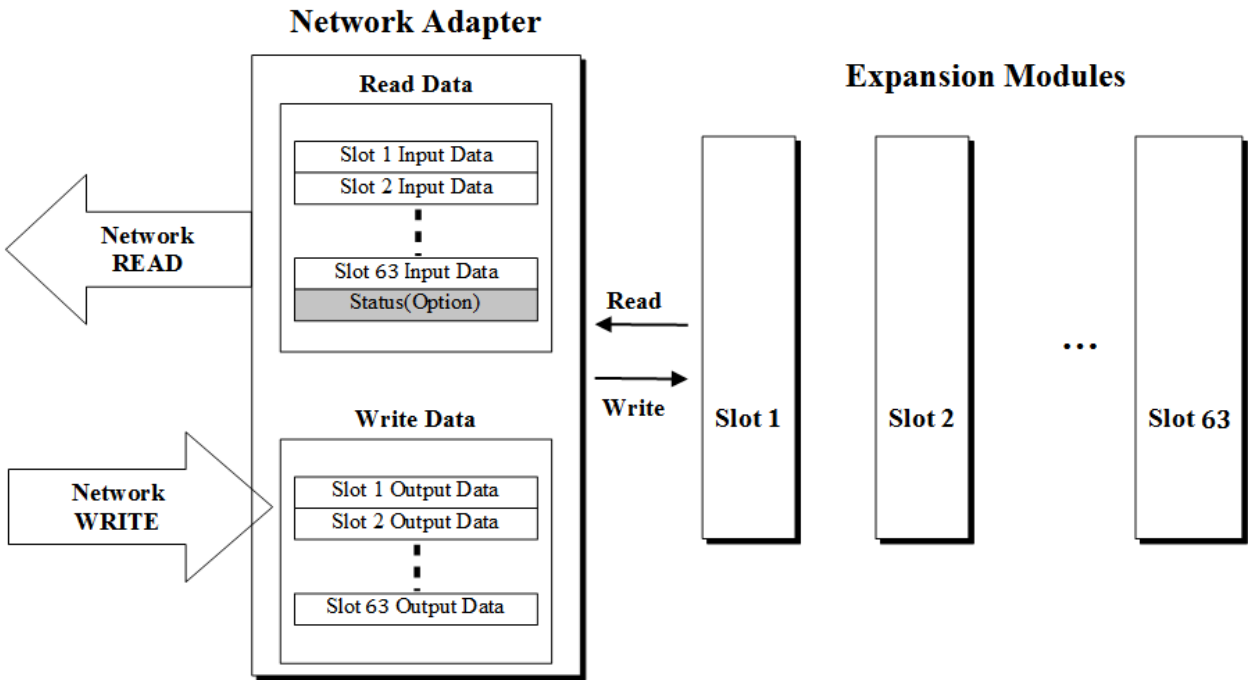 Network Adapter
Read Data
Slot 1 Input Data
Slot 2 Input Data
Slot 63 Input Data
Status(Option)
Network
READ
Write Data
Slot 1 Output Data
Slot 2 Output Data
Slot 63 Output Data
Network
WRITE
Read
Write
Expansion Modules
Slot 1
Slot 2
...
Slot 63